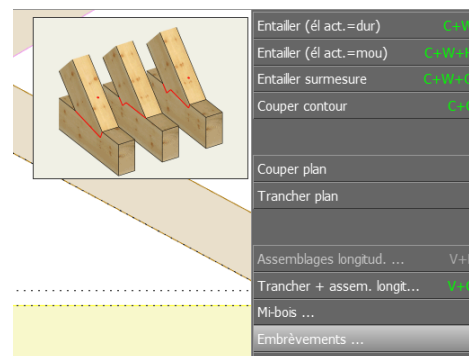 Entailler (él act.=dur) C+W
Entailler (él act.=mou) C+W+
Entailler surmesure C+W+
Couper contour C+
Couper plan
Trancher plan
Assemblages longitud. ... V+
Trancher + assem. longit... V+
Mi-bois ...
Embrèvements ...